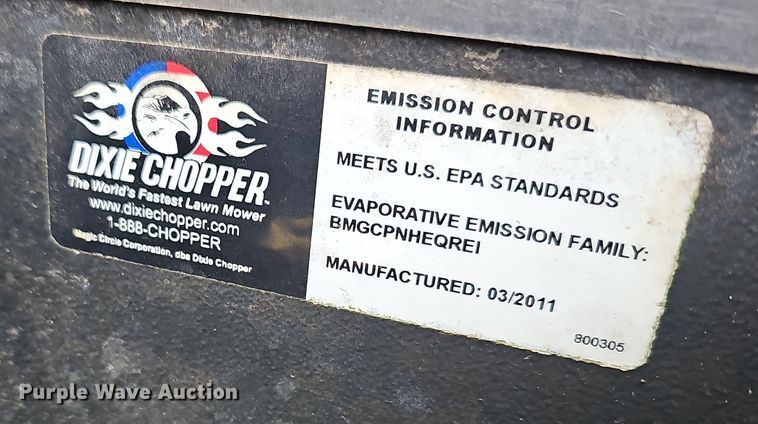 DIXIE CHOPPER™
The World's Fastest Lawn Mower
www.dixiechopper.com
1-888-CHOPPER
Magic Circle Corporation, dba Dixie Chopper
EMISSION CONTROL
INFORMATION
MEETS U.S. EPA STANDARDS
EVAPORATIVE EMISSION FAMILY:
BMGCPNHEQREI
MANUFACTURED: 03/2011
800305
Purple Wave Auction